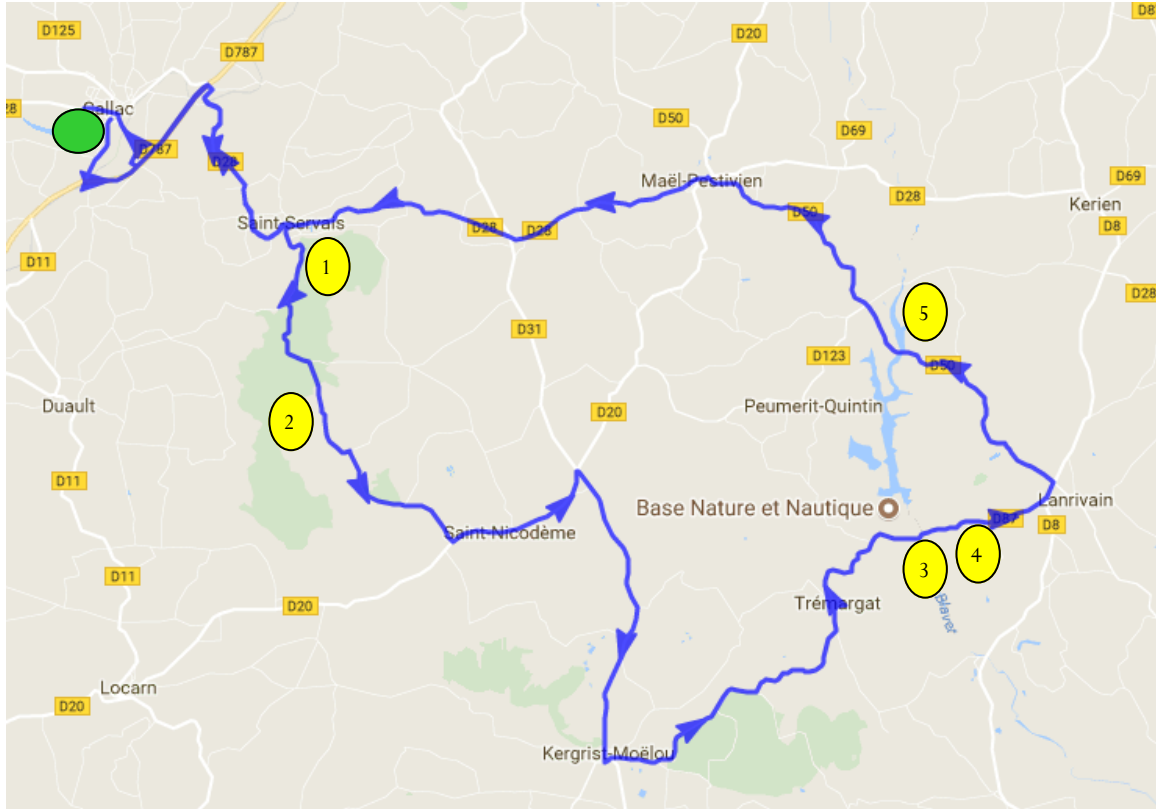 D125
D787
D20
D8
Callac
28
D787
D28
D50
D69
Maël-Pestivien
D28
D69
Kerien
Saint-Servais
D50
D28
D28
D8
D11
1
D28
5
D31
D123
D50
Duault
2
D20
Peumerit-Quintin
D11
Base Nature et Nautique
Lanrivain
D87
D8
Saint-Nicodème
4
3
D11
D20
Trémargat
Blavet
Locarn
D20
Kergrist-Moëlou